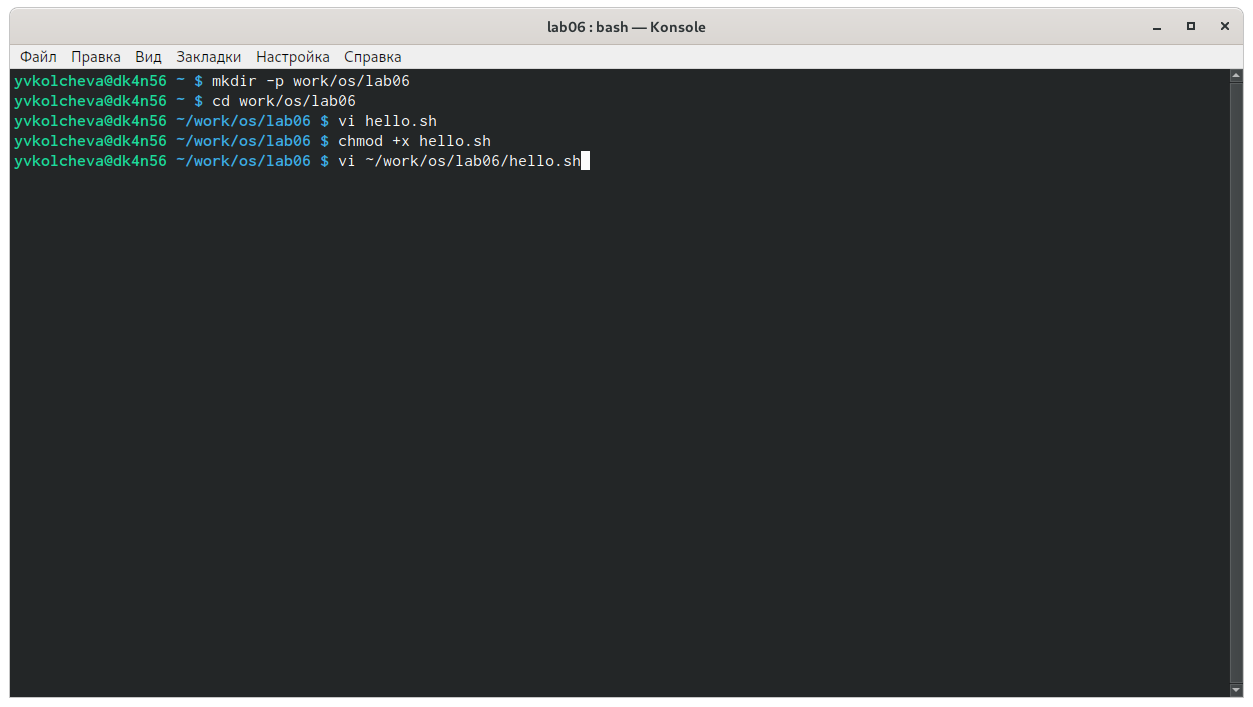 lab06 : bash — Konsole
Файл Правка Вид Закладки Настройка Справка
yvkolcheva@dk4n56 ~ $ mkdir -p work/os/lab06
yvkolcheva@dk4n56 ~ $ cd work/os/lab06
yvkolcheva@dk4n56 ~/work/os/lab06 $ vi hello.sh
yvkolcheva@dk4n56 ~/work/os/lab06 $ chmod +x hello.sh
yvkolcheva@dk4n56 ~/work/os/lab06 $ vi ~/work/os/lab06/hello.sh